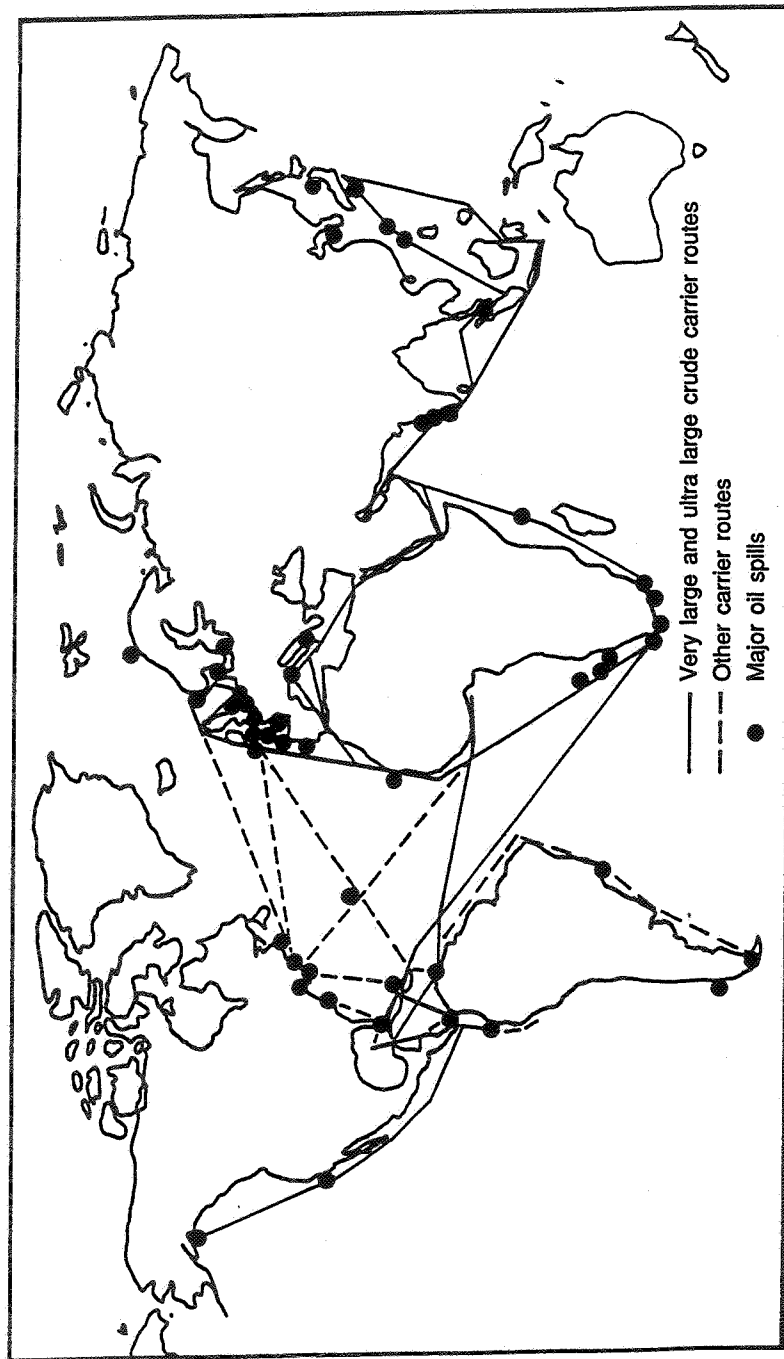 Very large and ultra large crude carrier routes
Other carrier routes
Major oil spills